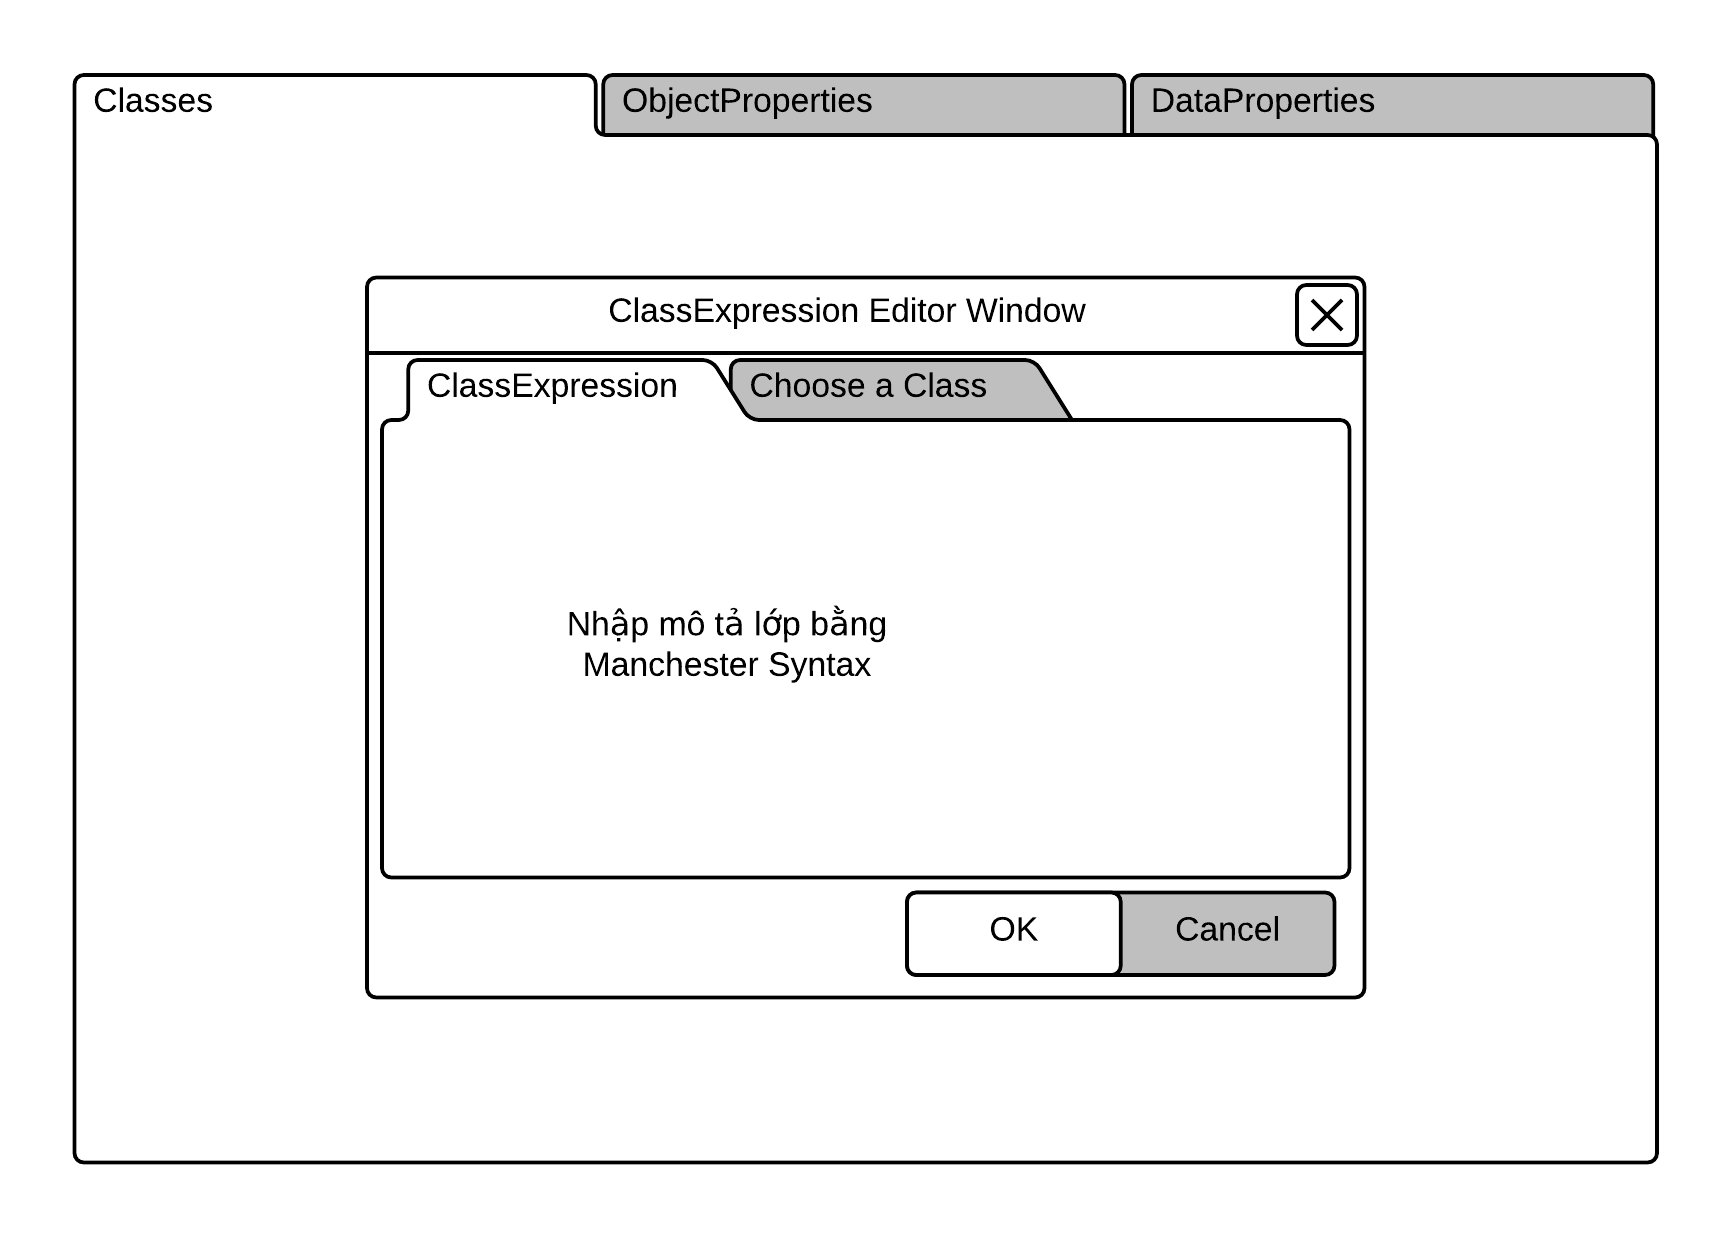 Classes
ObjectProperties
DataProperties
ClassExpression Editor Window
ClassExpression
Choose a Class
Nhập mô tả lớp bằng
Manchester Syntax
OK
Cancel